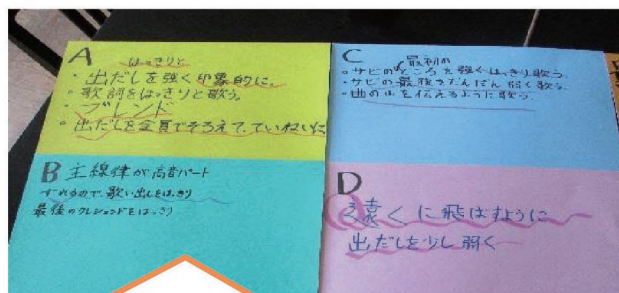 A
はっきりと
・出だしを強く印象的に。
・歌詞をはっきりと歌う。
・ブレンド
・出だしを全員でそろえて、ていねいに
B 主線律が高音パート
ずれるので、歌い出しをはっきり
最後のクレシェンドをはっきり
C
最初の
・サビのところを強くはっきり歌う。
・サビの最後をだんだん弱く歌う。
・曲の山を伝えるように歌う。
D
遠くに飛ばすように
出だしを少し弱く